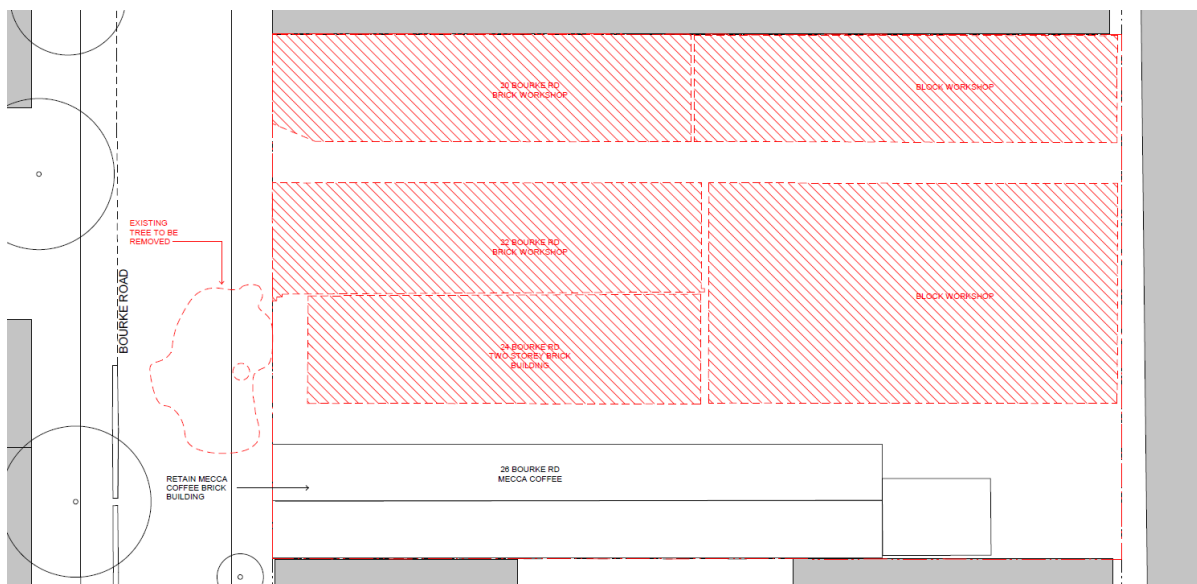 20 BOURKE RD
BRICK WORKSHOP
BLOCK WORKSHOP
EXISTING
TREE TO BE
REMOVED
22 BOURKE RD
BRICK WORKSHOP
BLOCK WORKSHOP
BOURKE ROAD
24 BOURKE RD
TWO STOREY BRICK
BUILDING
26 BOURKE RD
MECCA COFFEE
RETAIN MECCA
COFFEE BRICK
BUILDING